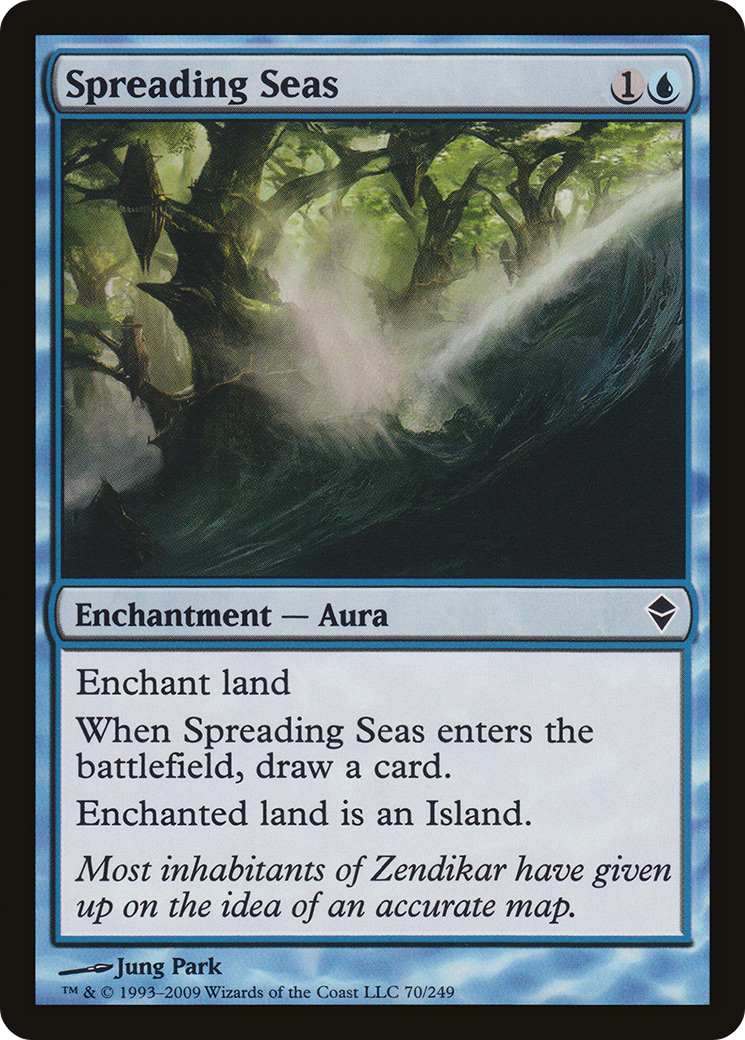 Spreading Seas 1
Enchantment — Aura
Enchant land
When Spreading Seas enters the
battlefield, draw a card.
Enchanted land is an Island.
Most inhabitants of Zendikar have given
up on the idea of an accurate map.
Jung Park
™ & © 1993–2009 Wizards of the Coast LLC 70/249